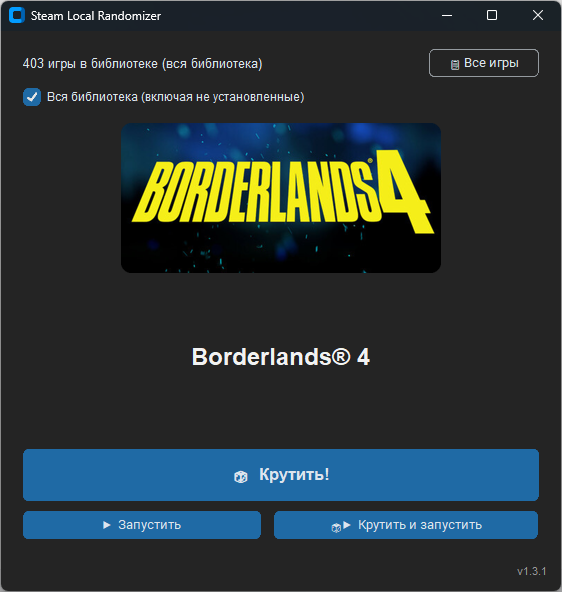 Steam Local Randomizer
403 игры в библиотеке (вся библиотека)
Все игры
Вся библиотека (включая не установленные)
BORDERLANDS® 4
Borderlands® 4
Крутить!
Запустить
Крутить и запустить
v1.3.1